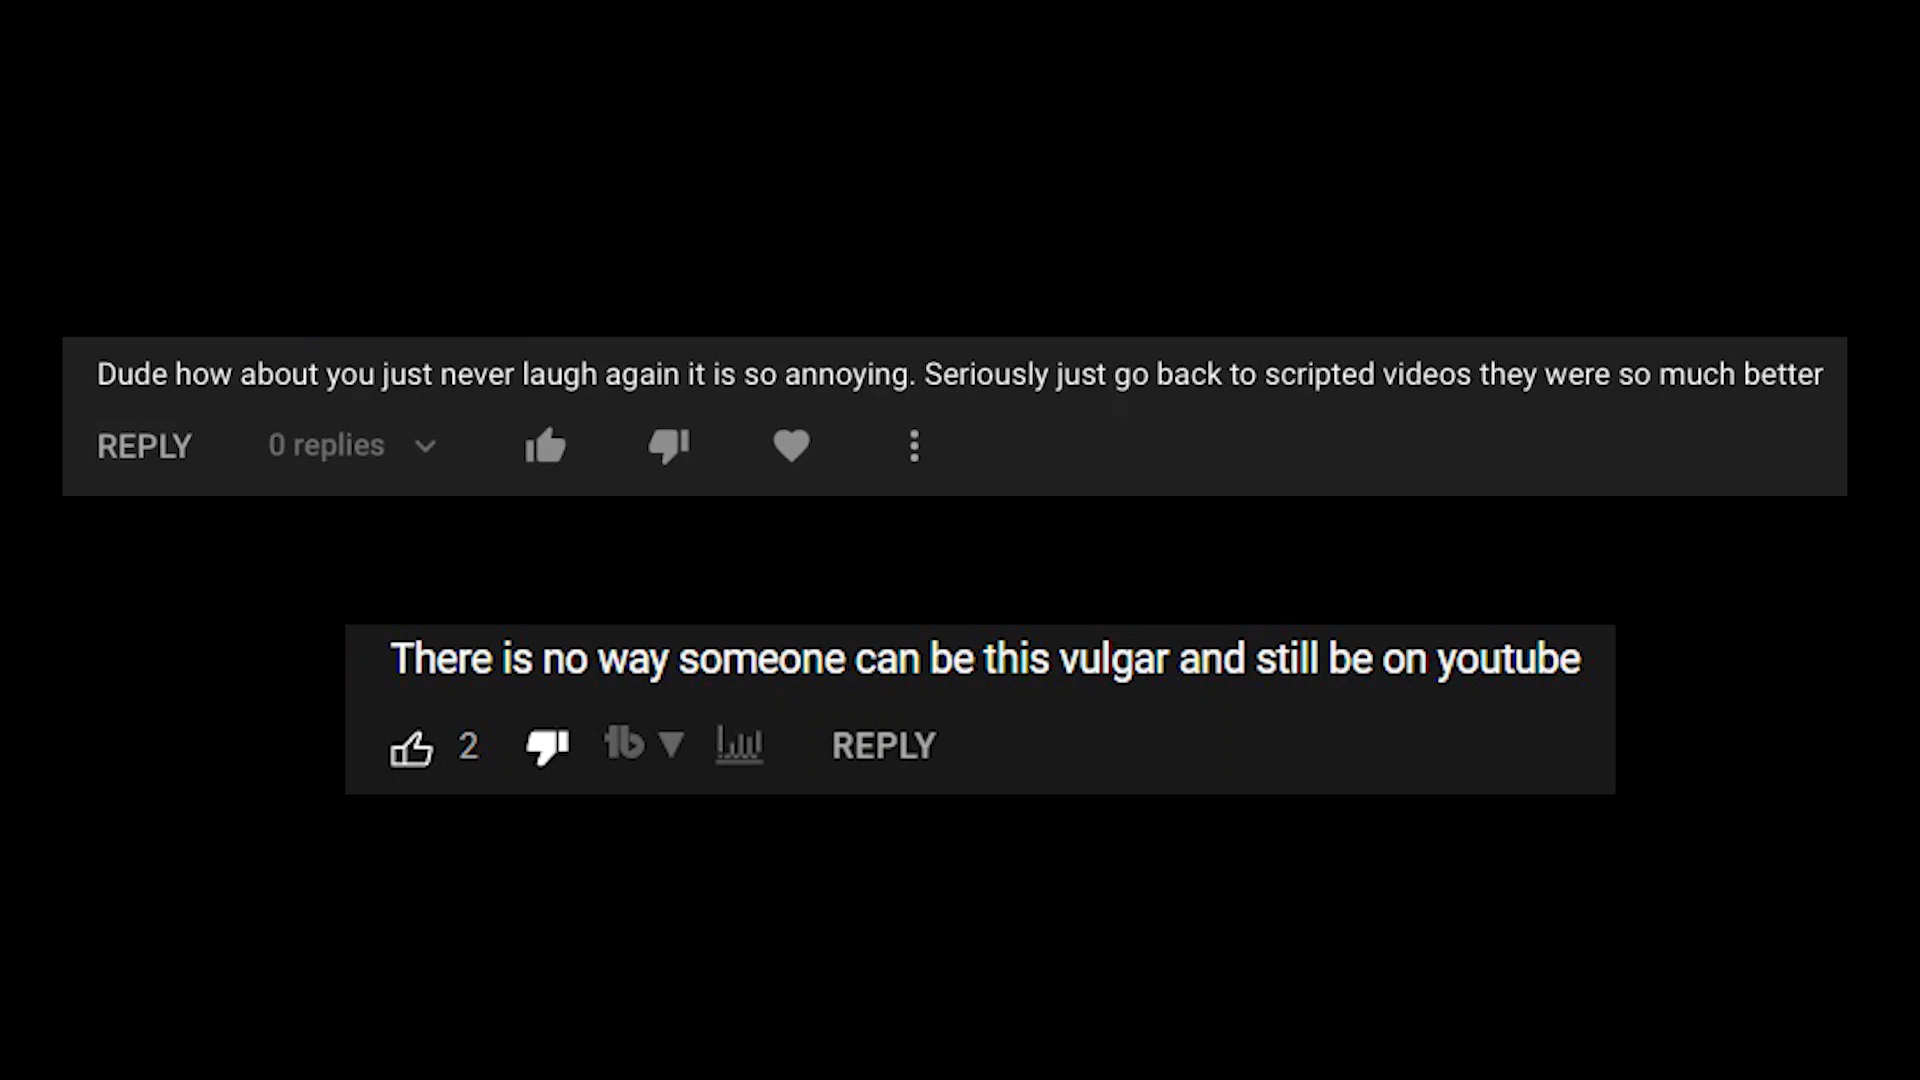 Dude how about you just never laugh again it is so annoying. Seriously just go back to scripted videos they were so much better
REPLY 0 replies
There is no way someone can be this vulgar and still be on youtube
2 tb REPLY